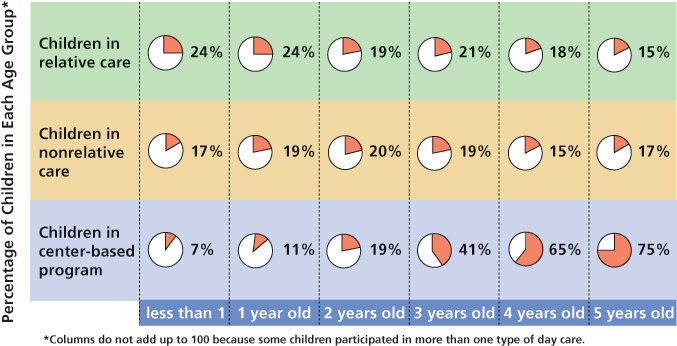 Percentage of Children in Each Age Group*
Children in
relative care
24%
24%
19%
21%
18%
15%
Children in
nonrelative
care
17%
19%
20%
19%
15%
17%
Children in
center-based
program
7%
11%
19%
41%
65%
75%
less than 1
1 year old
2 years old
3 years old
4 years old
5 years old
*Columns do not add up to 100 because some children participated in more than one type of day care.